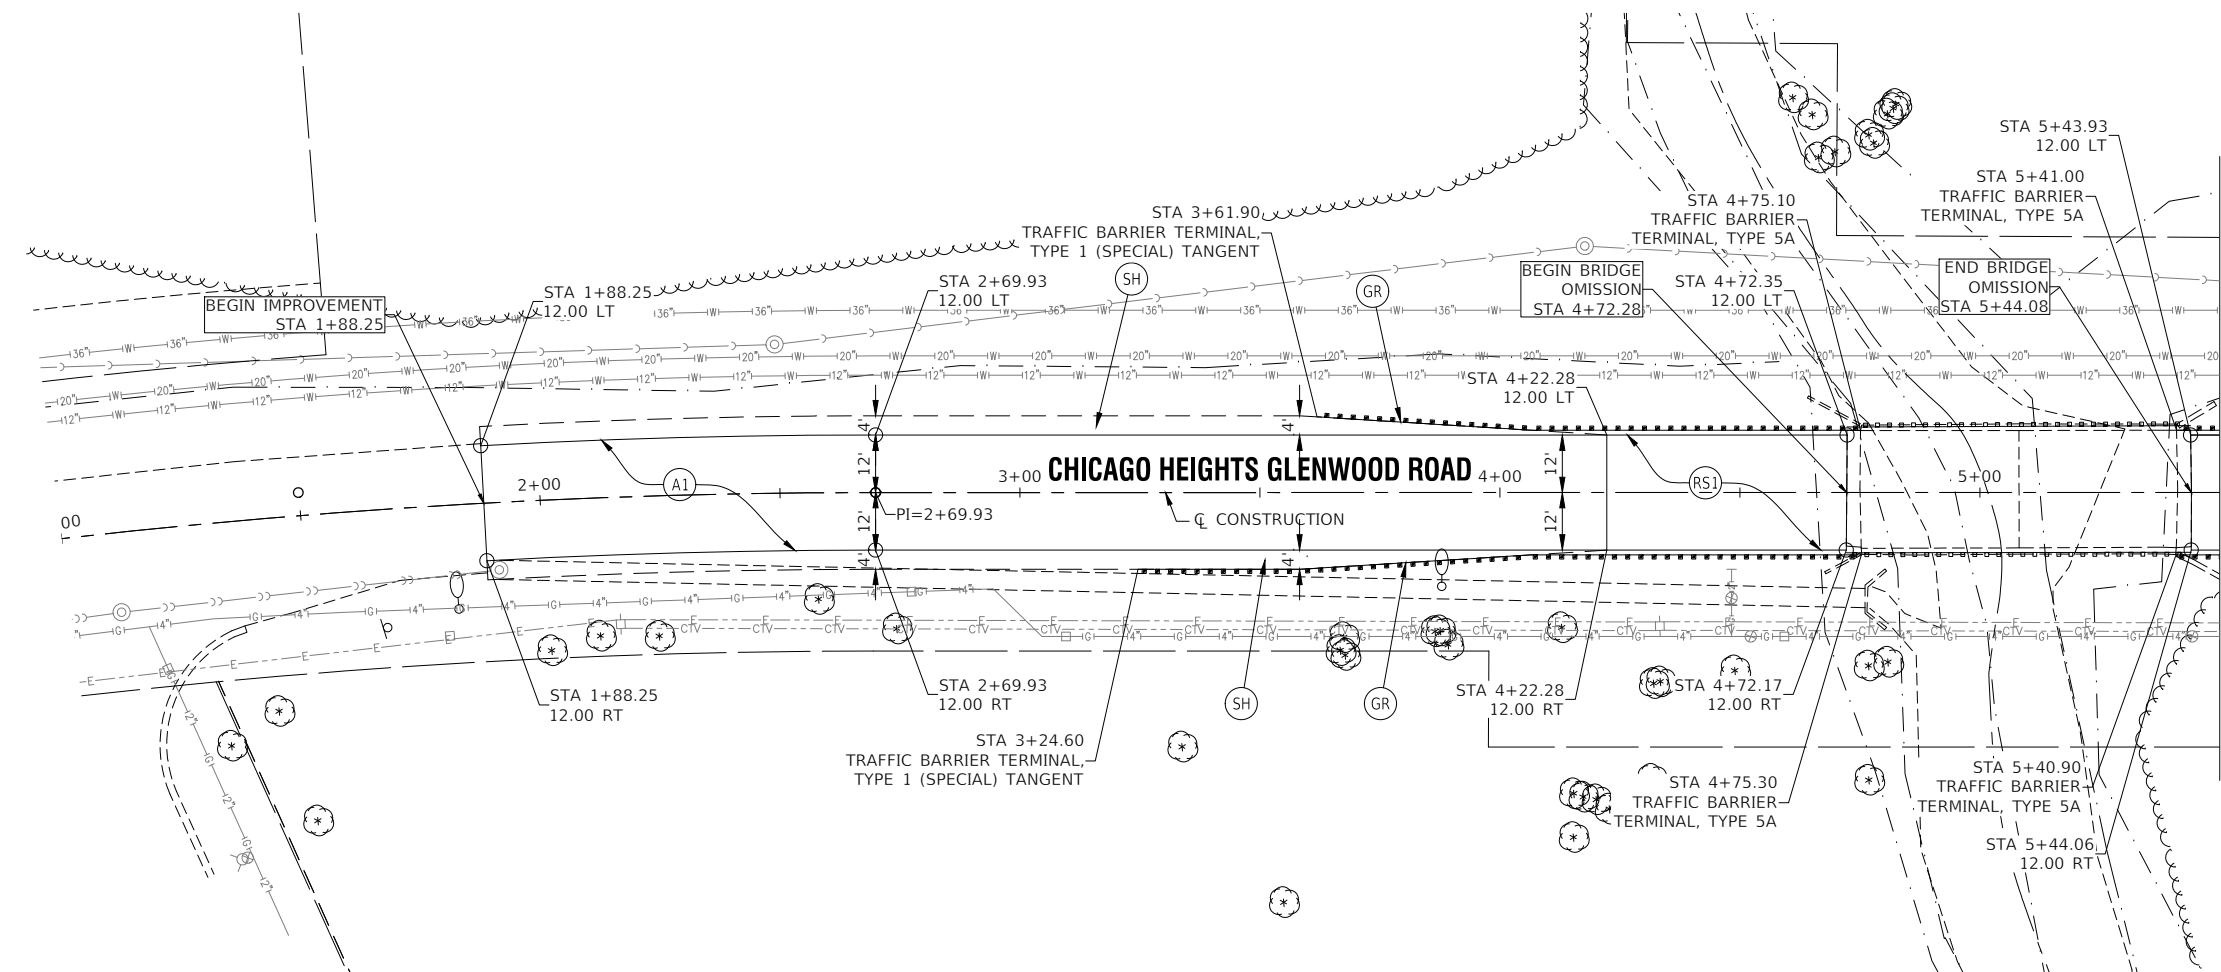 STA 5+43.93
12.00 LT
STA 5+41.00
TRAFFIC BARRIER
TERMINAL, TYPE 5A
STA 4+75.10
TRAFFIC BARRIER
TERMINAL, TYPE 5A
STA 3+61.90
TRAFFIC BARRIER TERMINAL,
TYPE 1 (SPECIAL) TANGENT
SH
GR
BEGIN BRIDGE
OMISSION
STA 4+72.28
STA 4+72.35
12.00 LT
END BRIDGE
OMISSION
STA 5+44.08
BEGIN IMPROVEMENT
STA 1+88.25
STA 1+88.25
12.00 LT
STA 2+69.93
12.00 LT
STA 4+22.28
12.00 LT
4'
4'
12'
12'
CHICAGO HEIGHTS GLENWOOD ROAD
A1
RS1
00
2+00
3+00
4+00
5+00
PI=2+69.93
℄ CONSTRUCTION
12'
12'
4'
4'
STA 1+88.25
12.00 RT
STA 2+69.93
12.00 RT
SH
GR
STA 4+22.28
12.00 RT
STA 4+72.17
12.00 RT
STA 3+24.60
TRAFFIC BARRIER TERMINAL,
TYPE 1 (SPECIAL) TANGENT
STA 4+75.30
TRAFFIC BARRIER
TERMINAL, TYPE 5A
STA 5+40.90
TRAFFIC BARRIER
TERMINAL, TYPE 5A
STA 5+44.06
12.00 RT